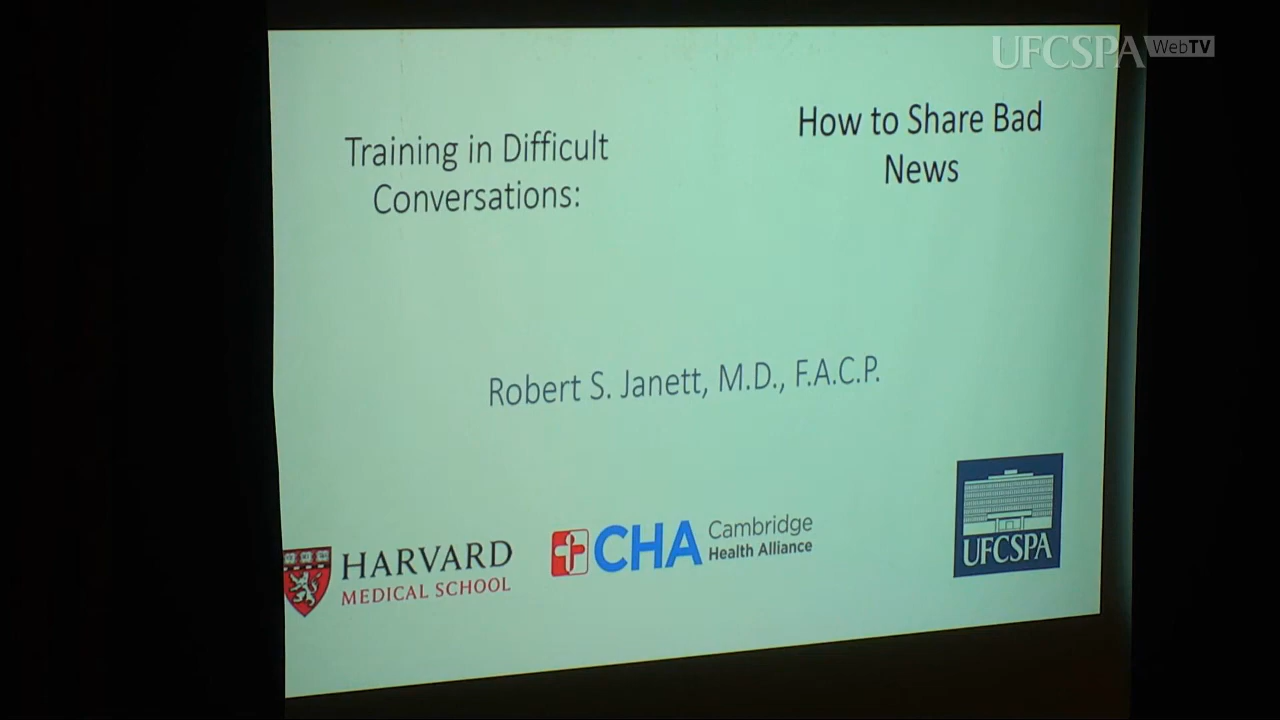 UFCSPA WebTV
Training in Difficult
Conversations:
How to Share Bad
News
Robert S. Janett, M.D., F.A.C.P.
HARVARD
MEDICAL SCHOOL
CHA Cambridge
Health Alliance
UFCSPA